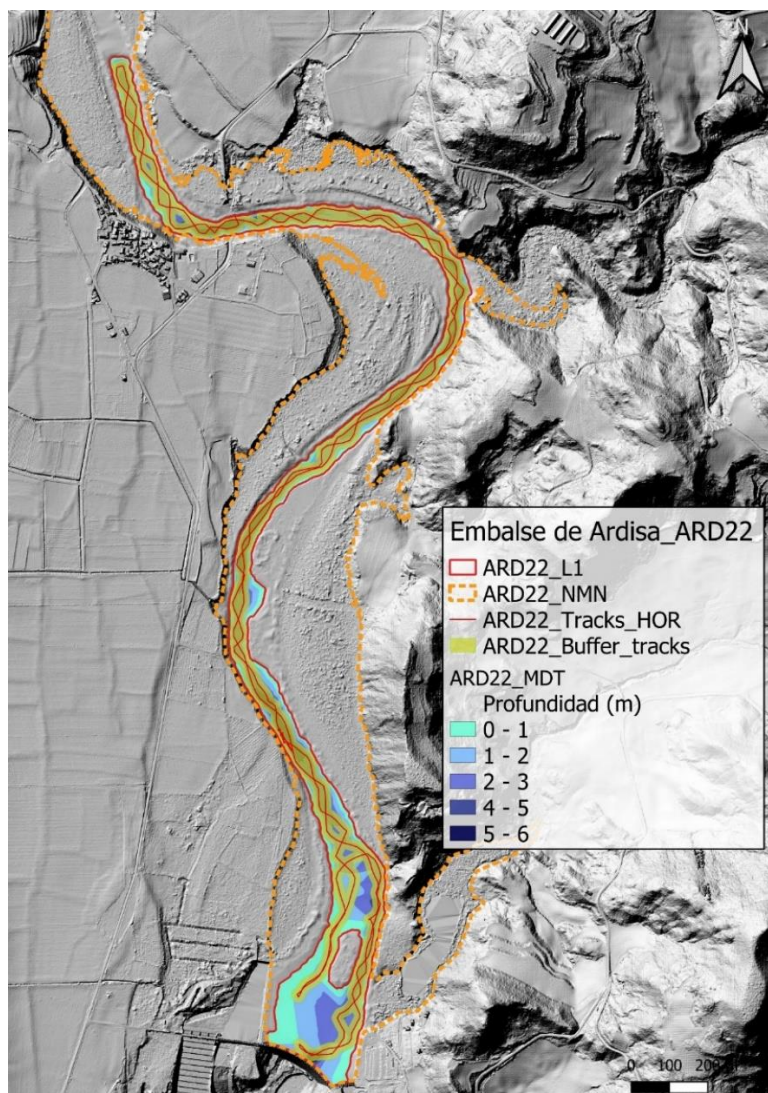 N
Embalse de Ardisa_ARD22
ARD22_L1
ARD22_NMN
ARD22_Tracks_HOR
ARD22_Buffer_tracks
ARD22_MDT
Profundidad (m)
0 - 1
1 - 2
2 - 3
4 - 5
5 - 6
0 100 200